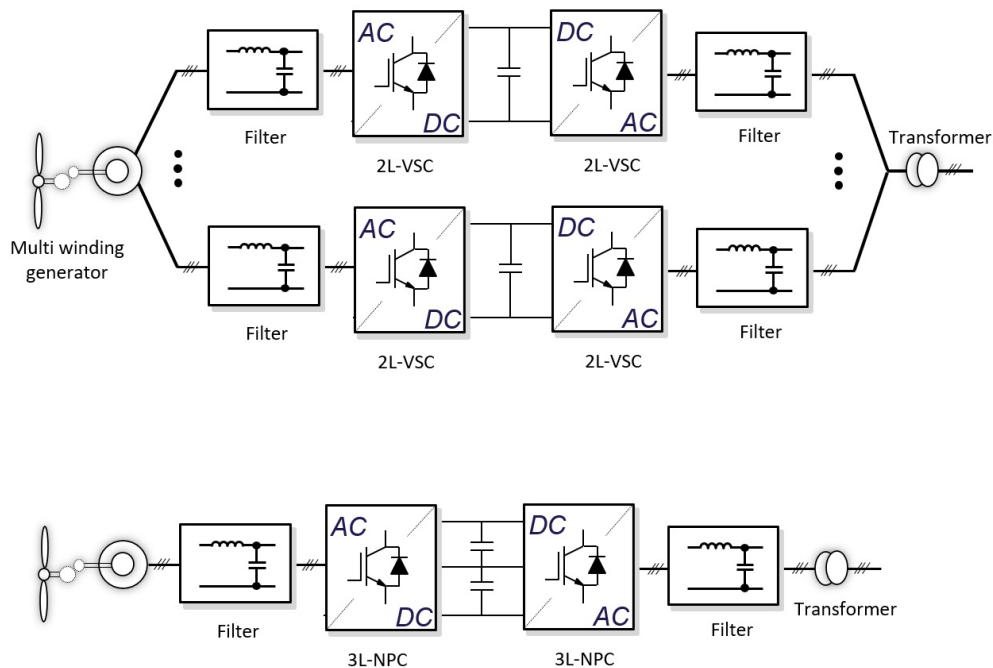 AC
DC
DC
AC
Filter
Filter
Transformer
2L-VSC
2L-VSC
Multi winding
generator
AC
DC
DC
AC
Filter
Filter
2L-VSC
2L-VSC
AC
DC
DC
AC
Filter
Filter
Transformer
3L-NPC
3L-NPC